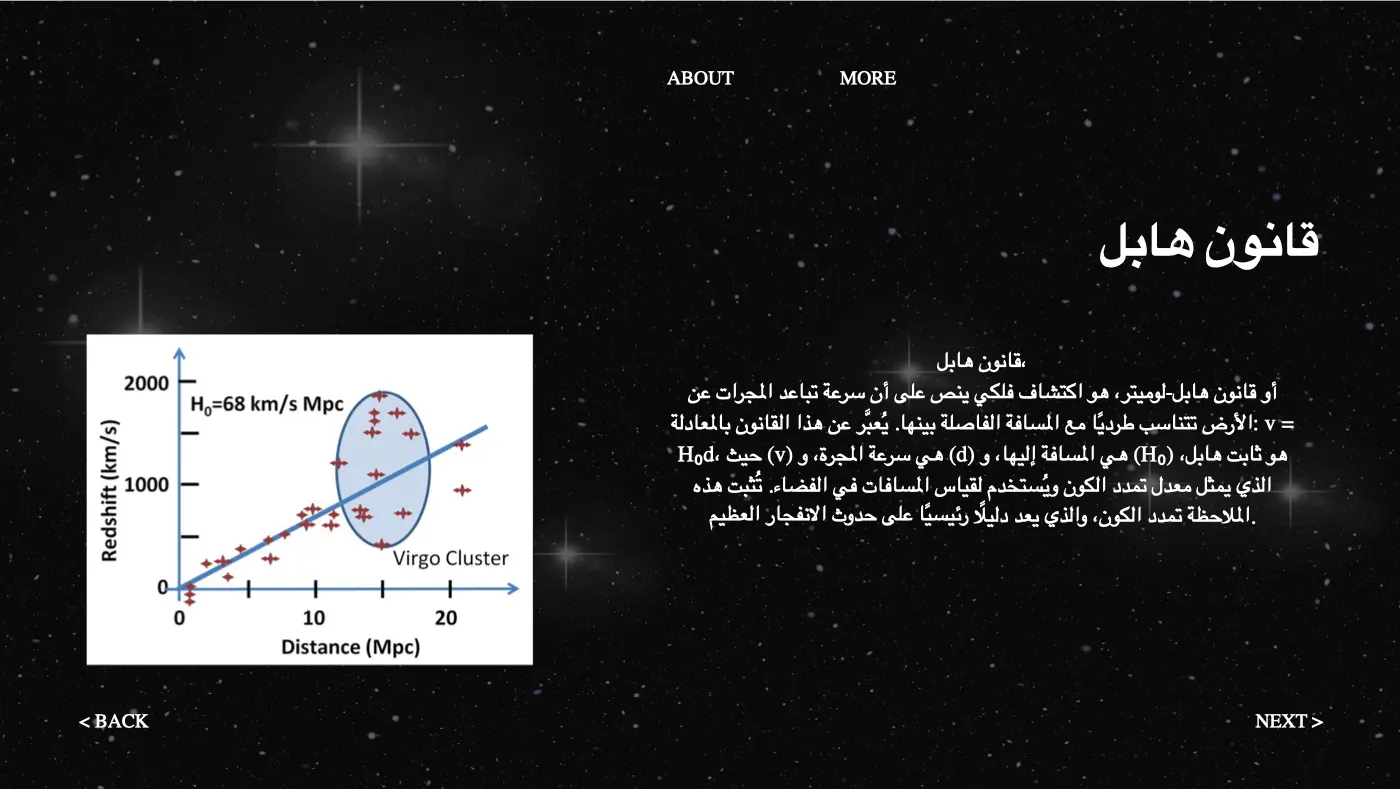 ABOUT
MORE
قانون هابل
قانون هابل،
أو قانون هابل-لوميتر، هو اكتشاف فلكي ينص على أن سرعة تباعد المجرات عن
الأرض تتناسب طرديًا مع المسافة الفاصلة بينها. يُعبَّر عن هذا القانون بالمعادلة: v =
H₀d، حيث (v) هي سرعة المجرة، و (d) هي المسافة إليها، و (H₀) هو ثابت هابل،
الذي يمثل معدل تمدد الكون ويُستخدم لقياس المسافات في الفضاء. تُثبت هذه
الملاحظة تمدد الكون، والذي يعد دليلًا رئيسيًا على حدوث الانفجار العظيم.
2000
H₀=68 km/s Mpc
1000
Redshift (km/s)
Virgo Cluster
0
0
10
20
Distance (Mpc)
< BACK
NEXT >